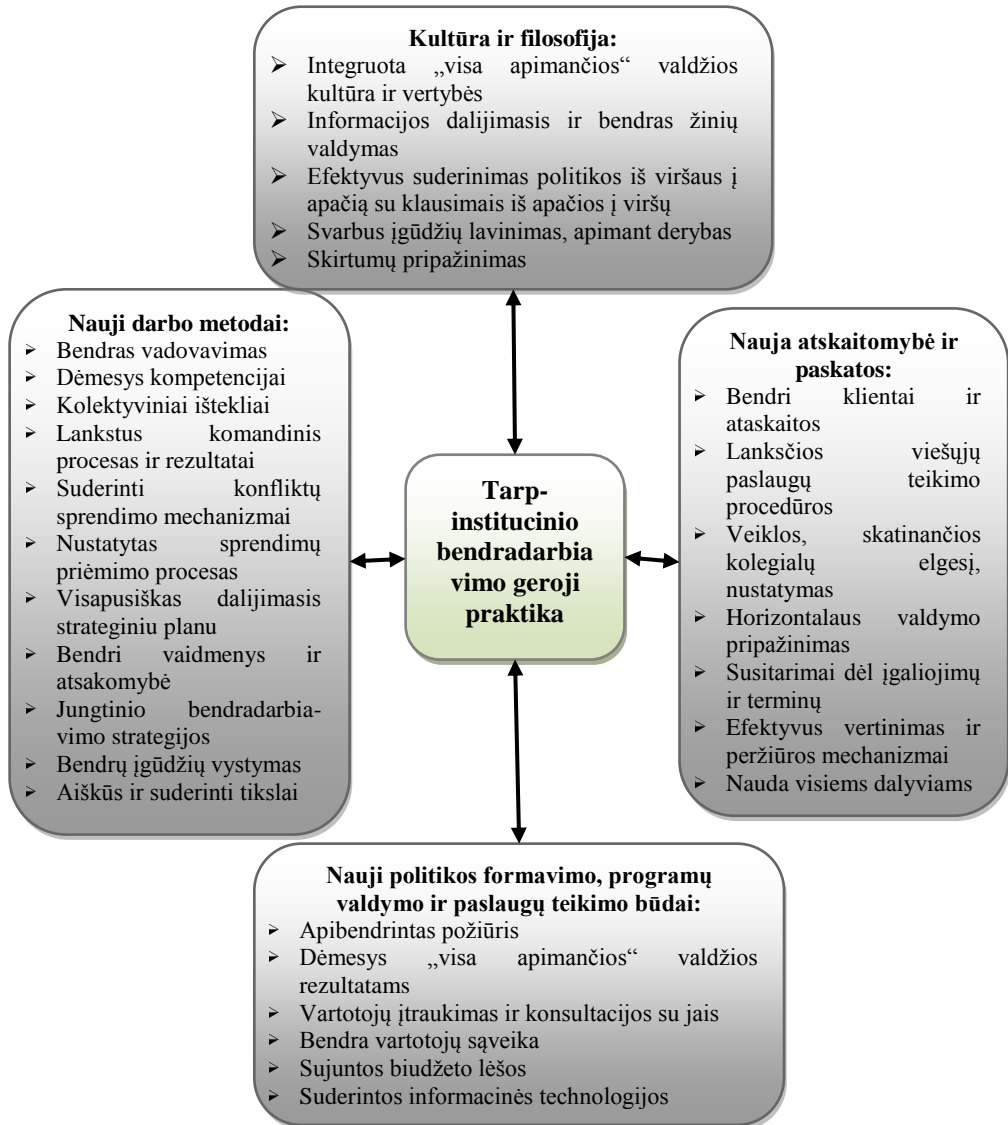 Kultūra ir filosofija:
➢ Integruota „visa apimančios“ valdžios
kultūra ir vertybės
➢ Informacijos dalijimasis ir bendras žinių
valdymas
➢ Efektyvus suderinimas politikos iš viršaus į
apačią su klausimais iš apačios į viršų
➢ Svarbus įgūdžių lavinimas, apimant derybas
➢ Skirtumų pripažinimas
Nauji darbo metodai:
➢ Bendras vadovavimas
➢ Dėmesys kompetencijai
➢ Kolektyviniai ištekliai
➢ Lankstus komandinis
procesas ir rezultatai
➢ Suderinti konfliktų
sprendimo mechanizmai
➢ Nustatytas sprendimų
priėmimo procesas
➢ Visapusiškas dalijimasis
strateginiu planu
➢ Bendri vaidmenys ir
atsakomybė
➢ Jungtinio bendradarbia-
vimo strategijos
➢ Bendrų įgūdžių vystymas
➢ Aiškūs ir suderinti tikslai
Tarp-
institucinio
bendradarbia
vimo geroji
praktika
Nauja atskaitomybė ir
paskatos:
➢ Bendri klientai ir
ataskaitos
➢ Lanksčios viešųjų
paslaugų teikimo
procedūros
➢ Veiklos, skatinančios
kolegialų elgesį,
nustatymas
➢ Horizontalaus valdymo
pripažinimas
➢ Susitarimai dėl įgaliojimų
ir terminų
➢ Efektyvus vertinimas ir
peržiūros mechanizmai
➢ Nauda visiems dalyviams
Nauji politikos formavimo, programų
valdymo ir paslaugų teikimo būdai:
➢ Apibendrintas požiūris
➢ Dėmesys „visa apimančios“ valdžios
rezultatams
➢ Vartotojų įtraukimas ir konsultacijos su jais
➢ Bendra vartotojų sąveika
➢ Sujuntos biudžeto lėšos
➢ Suderintos informacinės technologijos